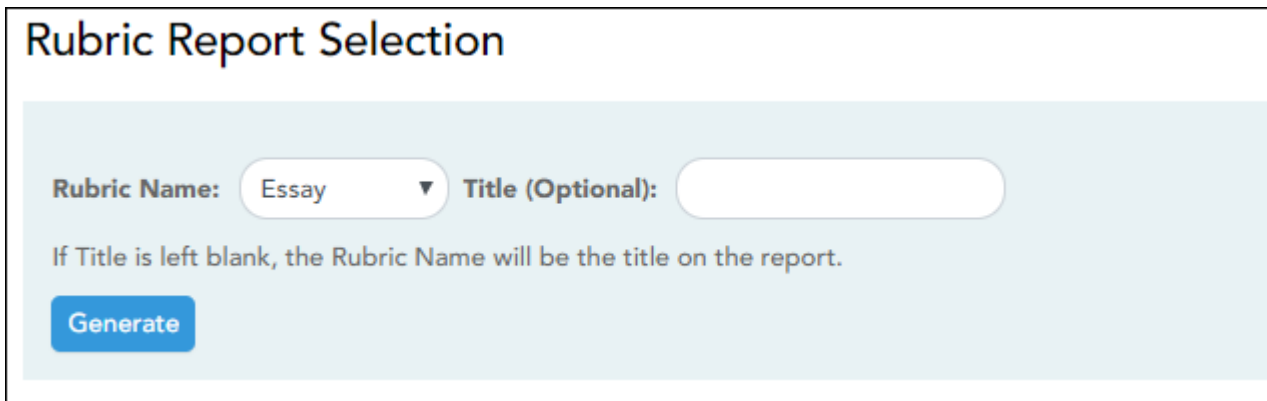 Rubric Report Selection
Rubric Name: Essay Title (Optional):
If Title is left blank, the Rubric Name will be the title on the report.
Generate